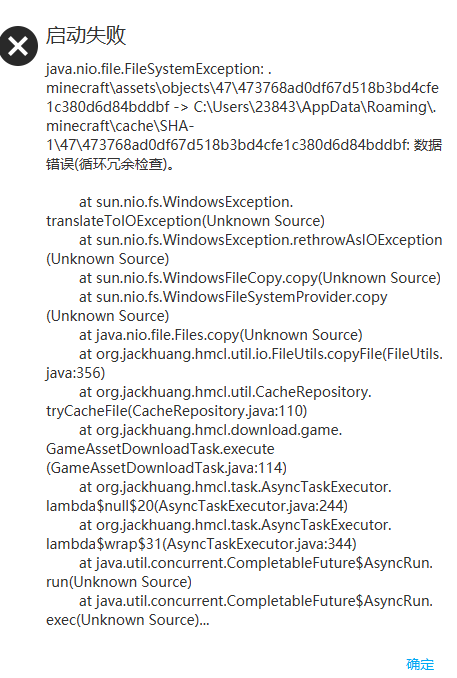 启动失败
java.nio.file.FileSystemException: .
minecraft\assets\objects\47\473768ad0df67d518b3bd4cfe
1c380d6d84bddbf -> C:\Users\23843\AppData\Roaming\.
minecraft\cache\SHA-
1\47\473768ad0df67d518b3bd4cfe1c380d6d84bddbf: 数据
错误(循环冗余检查)。
at sun.nio.fs.WindowsException.
translateToIOException(Unknown Source)
at sun.nio.fs.WindowsException.rethrowAsIOException
(Unknown Source)
at sun.nio.fs.WindowsFileCopy.copy(Unknown Source)
at sun.nio.fs.WindowsFileSystemProvider.copy
(Unknown Source)
at java.nio.file.Files.copy(Unknown Source)
at org.jackhuang.hmcl.util.io.FileUtils.copyFile(FileUtils.
java:356)
at org.jackhuang.hmcl.util.CacheRepository.
tryCacheFile(CacheRepository.java:110)
at org.jackhuang.hmcl.download.game.
GameAssetDownloadTask.execute
(GameAssetDownloadTask.java:114)
at org.jackhuang.hmcl.task.AsyncTaskExecutor.
lambda$null$20(AsyncTaskExecutor.java:244)
at org.jackhuang.hmcl.task.AsyncTaskExecutor.
lambda$wrap$31(AsyncTaskExecutor.java:344)
at java.util.concurrent.CompletableFuture$AsyncRun.
run(Unknown Source)
at java.util.concurrent.CompletableFuture$AsyncRun.
exec(Unknown Source)...
确定